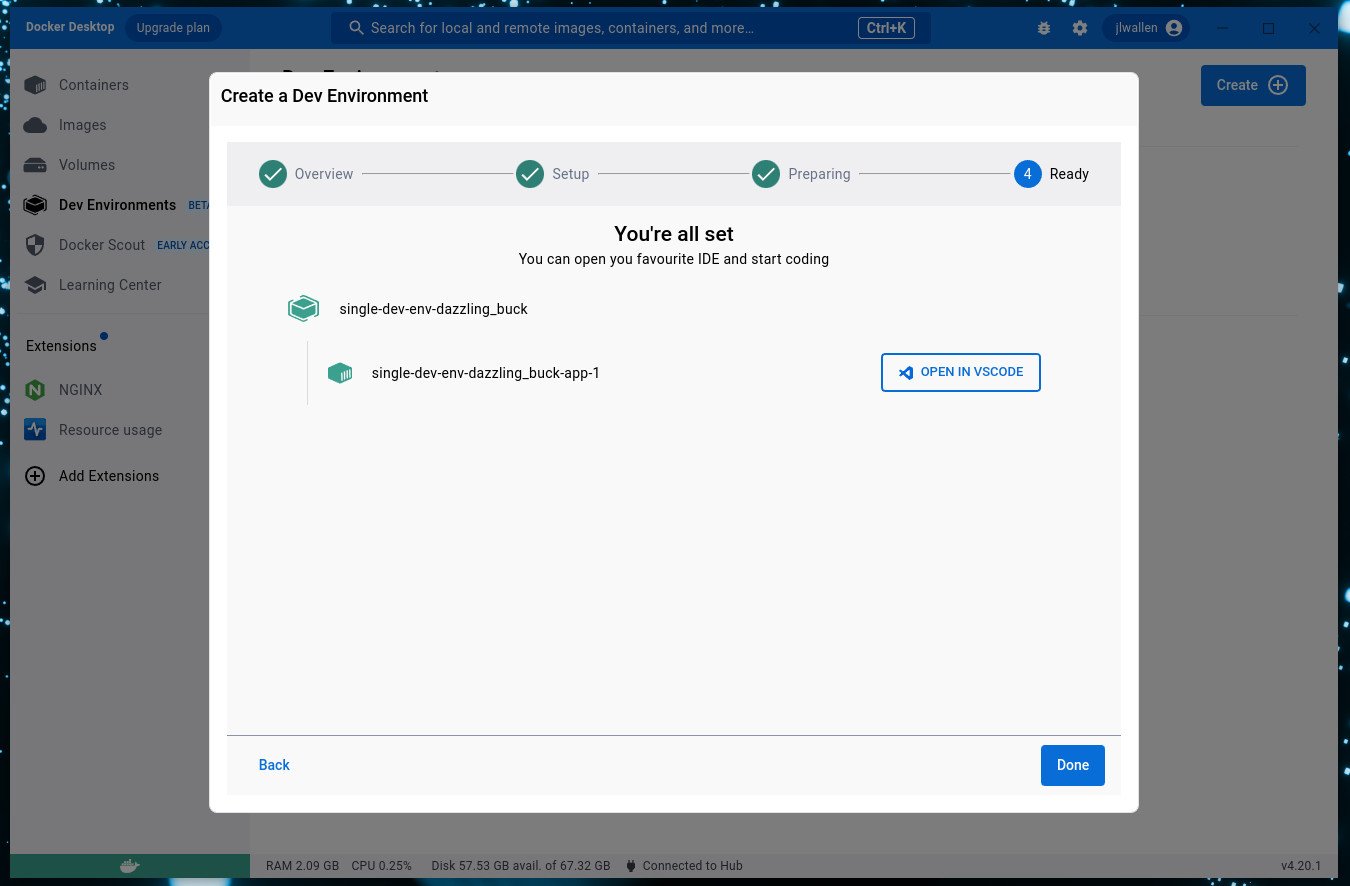 Docker Desktop
Upgrade plan
Search for local and remote images, containers, and more...
Ctrl+K
jlwallen
Containers
Images
Volumes
Dev Environments
Docker Scout EARLY ACC
Learning Center
Extensions
NGINX
Resource usage
Add Extensions
Create
Create a Dev Environment
Overview
Setup
Preparing
4 Ready
You're all set
You can open you favourite IDE and start coding
single-dev-env-dazzling_buck
single-dev-env-dazzling_buck-app-1
OPEN IN VSCODE
Back
Done
RAM 2.09 GB CPU 0.25% Disk 57.53 GB avail. of 67.32 GB Connected to Hub
v4.20.1